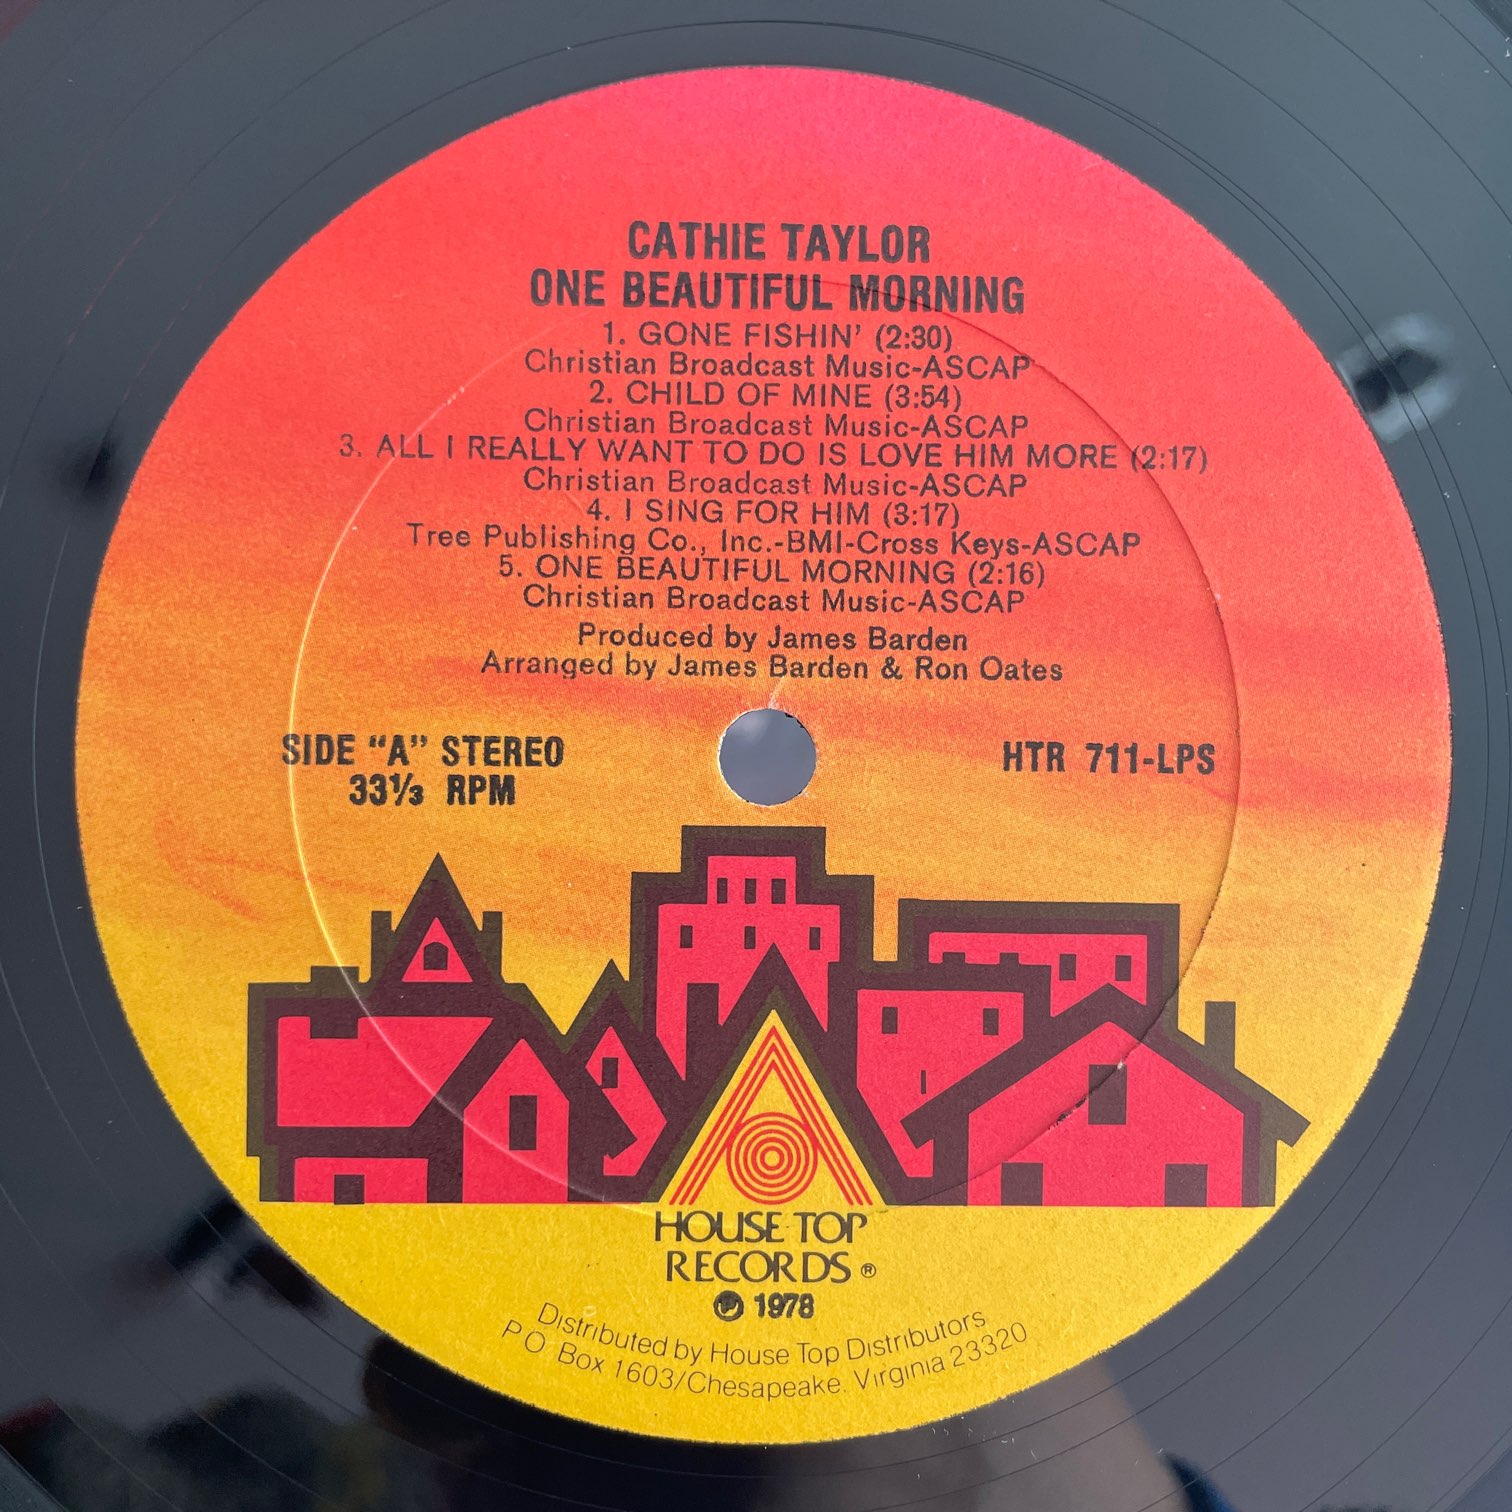 CATHIE TAYLOR
ONE BEAUTIFUL MORNING
1. GONE FISHIN' (2:30)
Christian Broadcast Music-ASCAP
2. CHILD OF MINE (3:54)
Christian Broadcast Music-ASCAP
3. ALL I REALLY WANT TO DO IS LOVE HIM MORE (2:17)
Christian Broadcast Music-ASCAP
4. I SING FOR HIM (3:17)
Tree Publishing Co., Inc.-BMI-Cross Keys-ASCAP
5. ONE BEAUTIFUL MORNING (2:16)
Christian Broadcast Music-ASCAP
Produced by James Barden
Arranged by James Barden & Ron Oates
SIDE "A" STEREO
33⅓ RPM
HTR 711-LPS
HOUSE TOP
RECORDS ®
℗ 1978
Distributed by House Top Distributors
P O Box 1603/Chesapeake, Virginia 23320